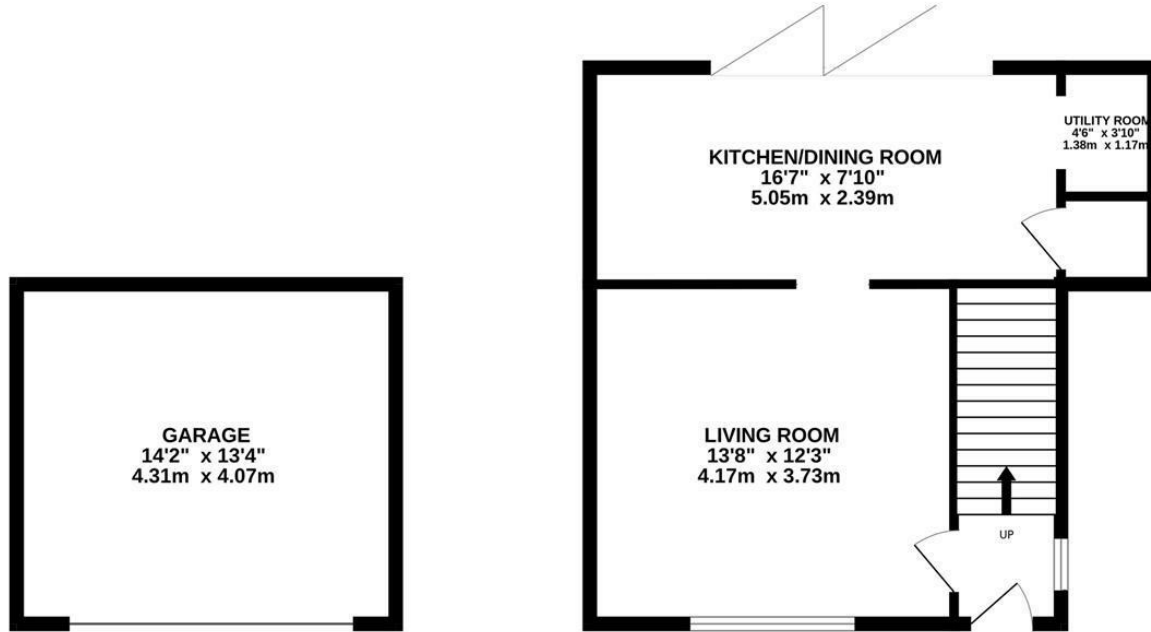 UTILITY ROOM
4'6" x 3'10"
1.38m x 1.17m
KITCHEN/DINING ROOM
16'7" x 7'10"
5.05m x 2.39m
GARAGE
14'2" x 13'4"
4.31m x 4.07m
LIVING ROOM
13'8" x 12'3"
4.17m x 3.73m
UP